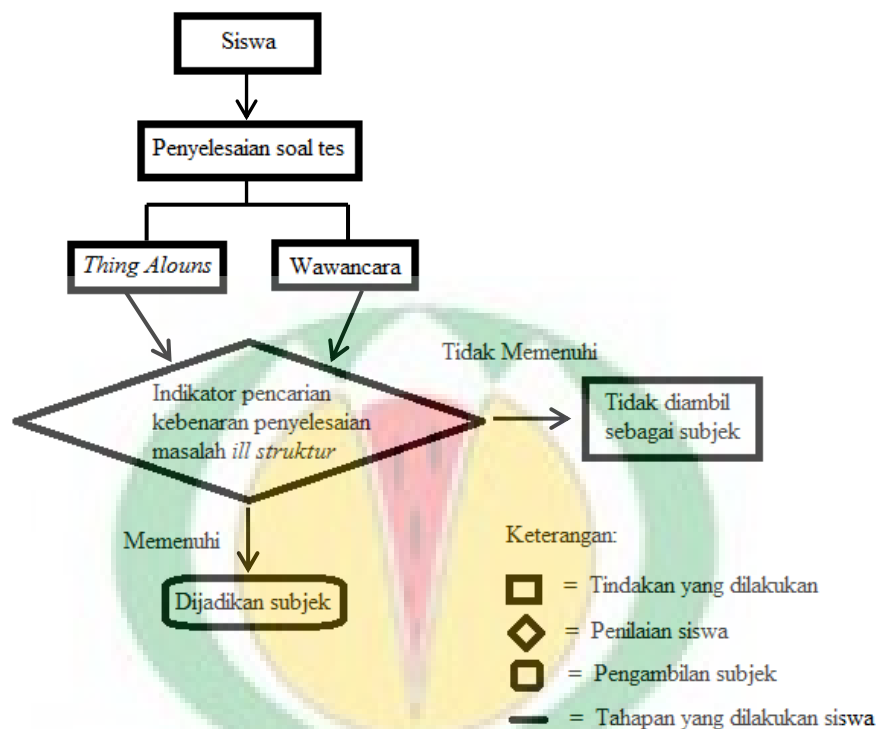 Siswa
Penyelesaian soal tes
Thing Alouns
Wawancara
Tidak Memenuhi
Indikator pencarian
kebenaran penyelesaian
masalah ill struktur
Tidak diambil
sebagai subjek
Memenuhi
Dijadikan subjek
Keterangan:
= Tindakan yang dilakukan
= Penilaian siswa
= Pengambilan subjek
= Tahapan yang dilakukan siswa